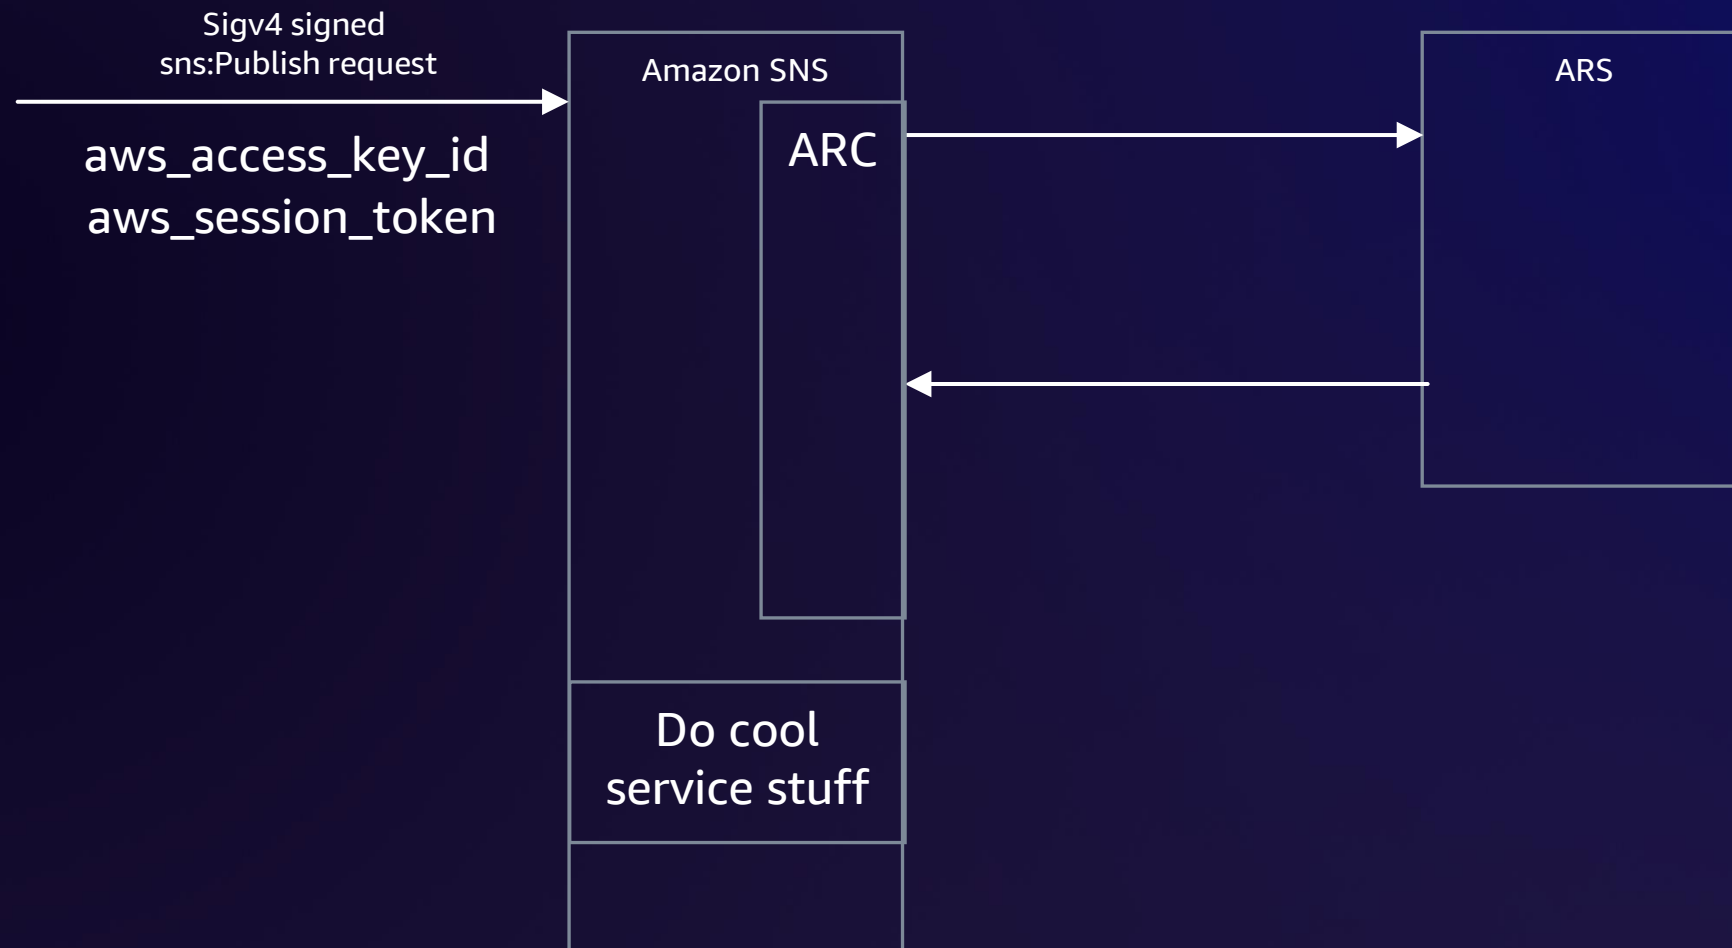 Sigv4 signed
sns:Publish request
aws_access_key_id
aws_session_token
Amazon SNS
ARC
ARS
Do cool
service stuff